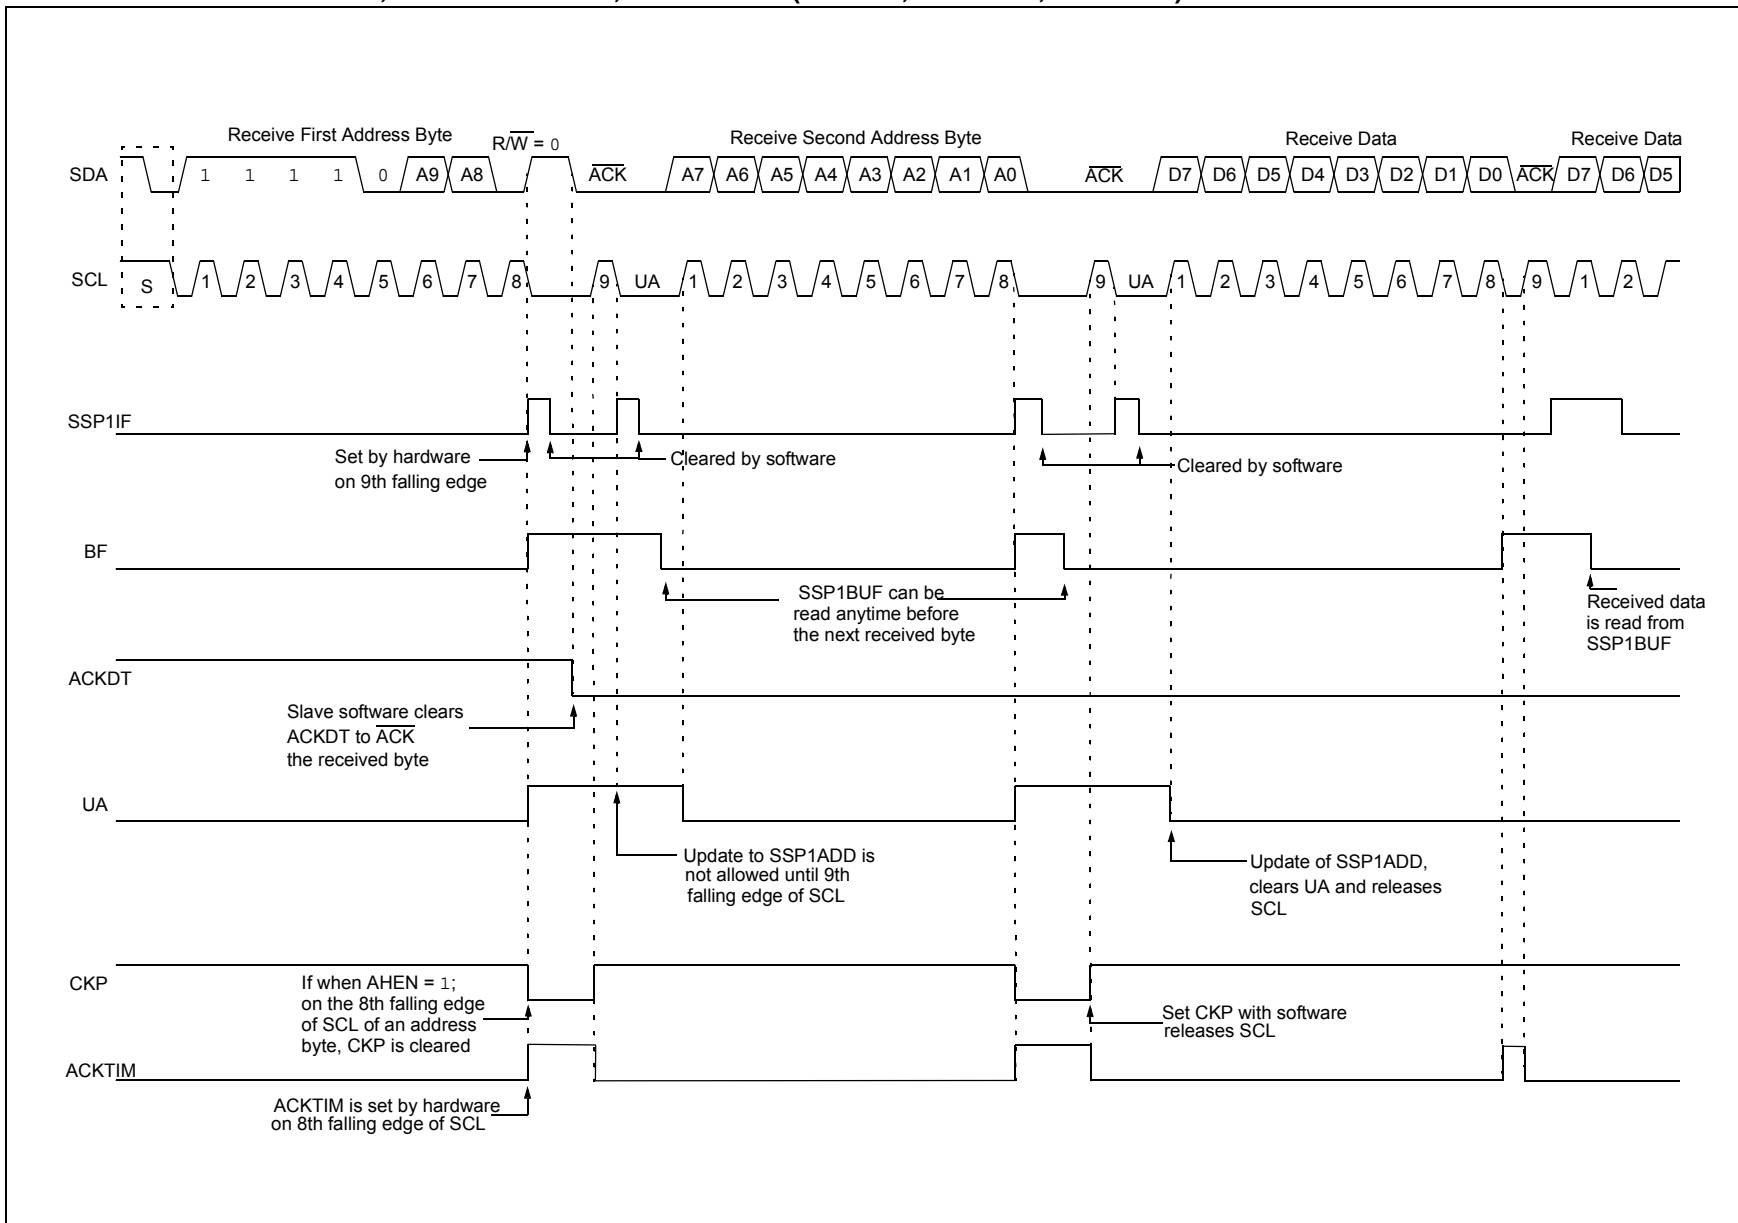 Receive First Address Byte
R/W = 0
Receive Second Address Byte
Receive Data
Receive Data
SDA
1 1 1 1 0 A9 A8
ACK
A7 A6 A5 A4 A3 A2 A1 A0
ACK
D7 D6 D5 D4 D3 D2 D1 D0
ACK
D7 D6 D5
SCL
S
1 2 3 4 5 6 7 8 9 UA
1 2 3 4 5 6 7 8 9 UA
1 2 3 4 5 6 7 8 9
1 2
SSP1IF
Set by hardware
on 9th falling edge
Cleared by software
Cleared by software
BF
SSP1BUF can be
read anytime before
the next received byte
Received data
is read from
SSP1BUF
ACKDT
Slave software clears
ACKDT to ACK
the received byte
UA
Update to SSP1ADD is
not allowed until 9th
falling edge of SCL
Update of SSP1ADD,
clears UA and releases
SCL
CKP
If when AHEN = 1;
on the 8th falling edge
of SCL of an address
byte, CKP is cleared
Set CKP with software
releases SCL
ACKTIM
ACKTIM is set by hardware
on 8th falling edge of SCL